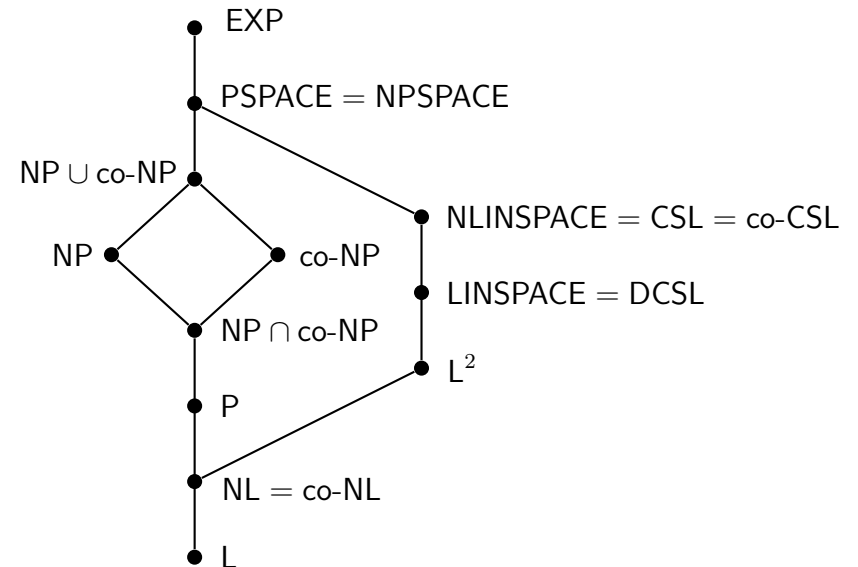 EXP
PSPACE = NPSPACE
NP ∪ co-NP
NLINSPACE = CSL = co-CSL
NP
co-NP
LINSPACE = DCSL
NP ∩ co-NP
L²
P
NL = co-NL
L